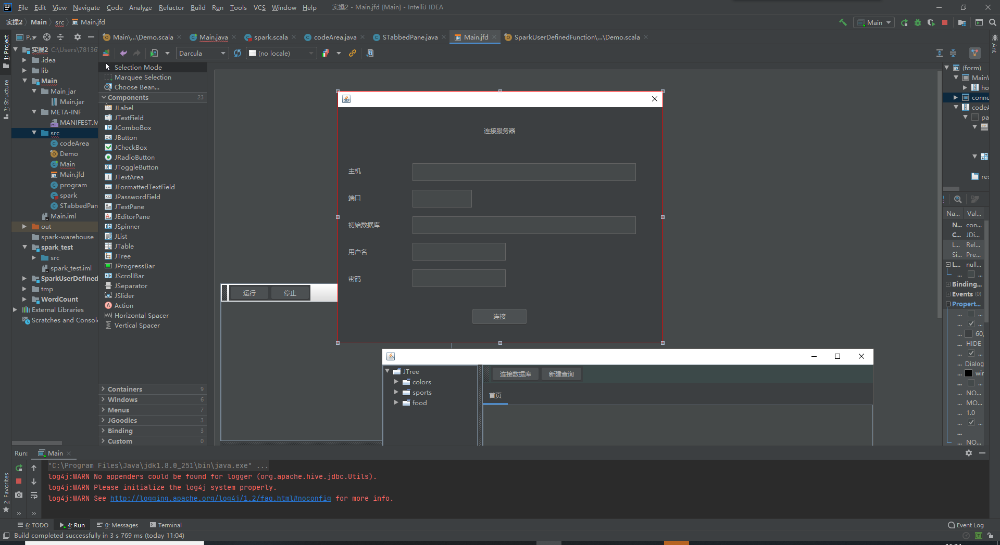 File Edit View Navigate Code Analyze Refactor Build Run Tools VCS Window Help 实操2 - Main.jfd [Main] - IntelliJ IDEA
实操2 Main src Main.jfd
Main
1: Project
P..
Main\...\Demo.scala
Main.java
spark.scala
codeArea.java
STabbedPane.java
Main.jfd
SparkUserDefinedFunction\...\Demo.scala
Ant
实操2 C:\Users\78136
.idea
lib
Main
Main_jar
Main.jar
META-INF
MANIFEST.M
src
codeArea
Demo
Main
Main.jfd
program
spark
STabbedPan
Main.iml
out
spark-warehouse
spark_test
src
spark_test.iml
SparkUserDefined
tmp
WordCount
External Libraries
Scratches and Consol
7: Structure
2: Favorites
Darcula
(no locale)
Selection Mode
Marquee Selection
Choose Bean...
Components 23
JLabel
JTextField
JComboBox
JButton
JCheckBox
JRadioButton
JToggleButton
JTextArea
JFormattedTextField
JPasswordField
JTextPane
JEditorPane
JSpinner
JList
JTable
JTree
JProgressBar
JScrollBar
JSeparator
JSlider
Action
Horizontal Spacer
Vertical Spacer
Containers 9
Windows 6
Menus 7
JGoodies 3
Binding 3
Custom 0
连接服务器
主机
端口
初始数据库
用户名
密码
连接
运行 停止
JTree
colors
sports
food
连接数据库 新建查询
首页
(form)
Main\
ho
conne
codeA
pa
res
Na... Val...
N... con...
C... JDi...
L... Rel...
Si... Pre...
L... null...
...
Binding...
Events (0)
Propert...
... ...
... ...
... 60,
... HIDE
... ...
... Dialog
... wir
... ...
... NO...
... MO...
... 1.0
... ...
...
... NO...
Run: Main
"C:\Program Files\Java\jdk1.8.0_251\bin\java.exe" ...
log4j:WARN No appenders could be found for logger (org.apache.hive.jdbc.Utils).
log4j:WARN Please initialize the log4j system properly.
log4j:WARN See http://logging.apache.org/log4j/1.2/faq.html#noconfig for more info.
6: TODO 4: Run 0: Messages Terminal Event Log
Build completed successfully in 3 s 769 ms (today 11:04)